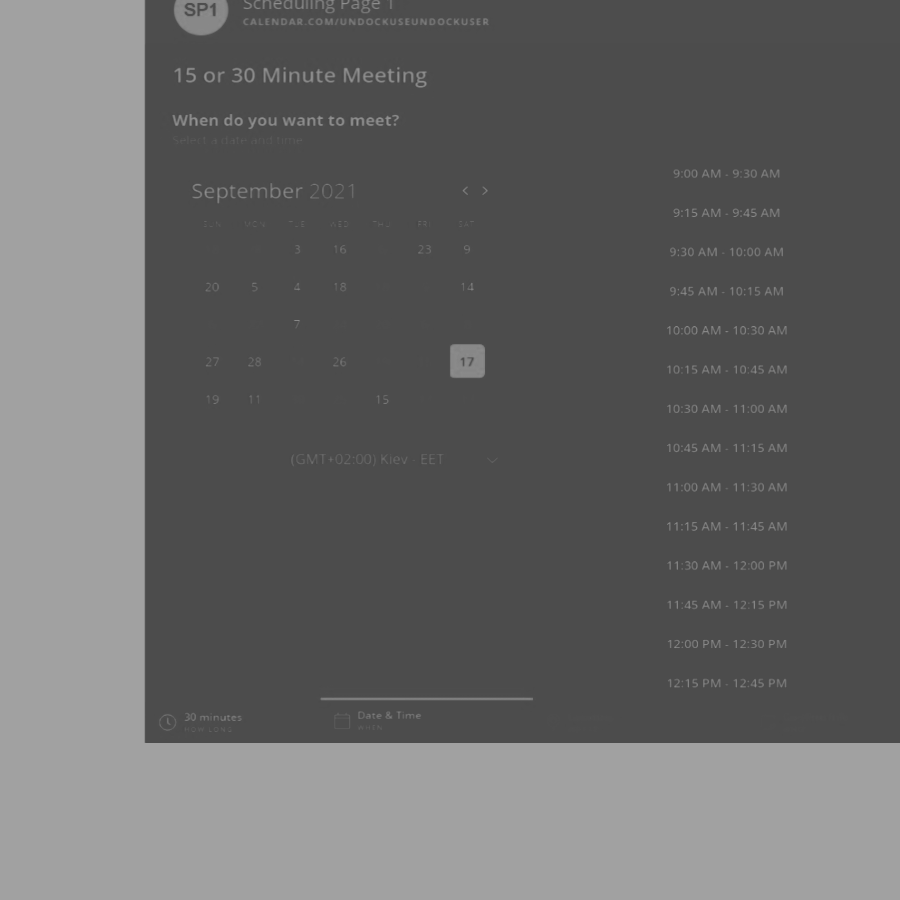 SP1
Scheduling Page 1
CALENDAR.COM/UNDOCKUSEUNDOCKUSER
15 or 30 Minute Meeting
When do you want to meet?
Select a date and time
September 2021 < >
SUN MON TUE WED THU FRI SAT
3 16 23 9
20 5 4 18 14
7
27 28 26 17
19 11 15
(GMT+02:00) Kiev - EET
9:00 AM - 9:30 AM
9:15 AM - 9:45 AM
9:30 AM - 10:00 AM
9:45 AM - 10:15 AM
10:00 AM - 10:30 AM
10:15 AM - 10:45 AM
10:30 AM - 11:00 AM
10:45 AM - 11:15 AM
11:00 AM - 11:30 AM
11:15 AM - 11:45 AM
11:30 AM - 12:00 PM
11:45 AM - 12:15 PM
12:00 PM - 12:30 PM
12:15 PM - 12:45 PM
30 minutes
HOW LONG
Date & Time
WHEN